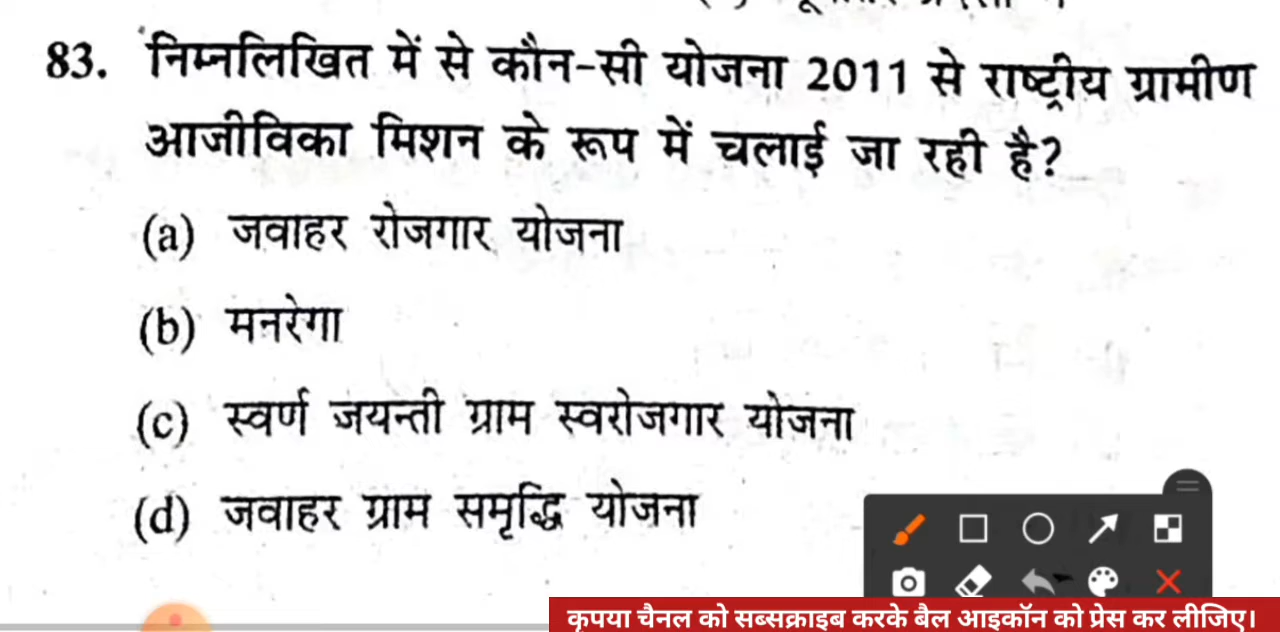 83. निम्नलिखित में से कौन-सी योजना 2011 से राष्ट्रीय ग्रामीण
आजीविका मिशन के रूप में चलाई जा रही है?
(a) जवाहर रोजगार योजना
(b) मनरेगा
(c) स्वर्ण जयन्ती ग्राम स्वरोजगार योजना
(d) जवाहर ग्राम समृद्धि योजना
कृपया चैनल को सब्सक्राइब करके बैल आइकॉन को प्रेस कर लीजिए।